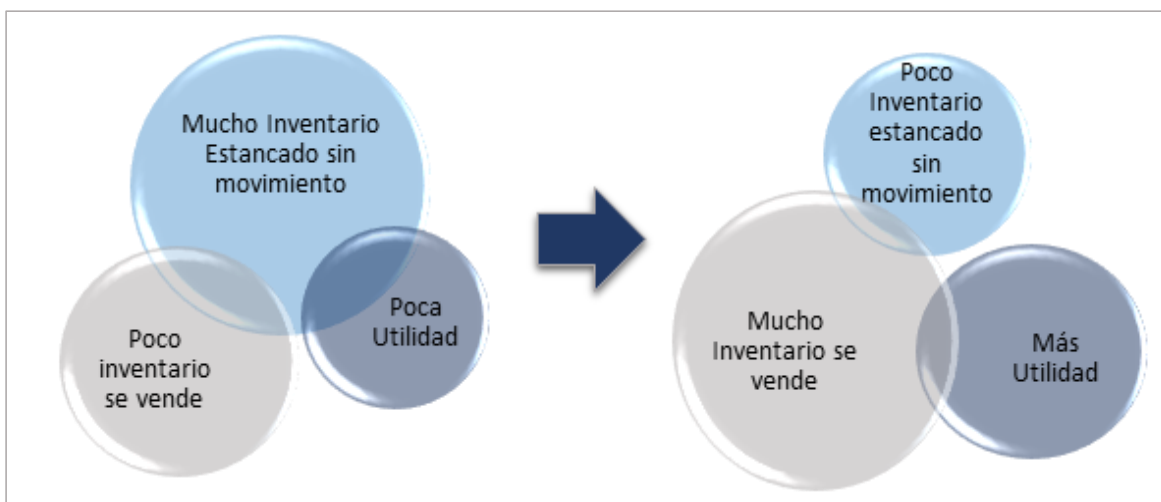 Mucho Inventario
Estancado sin
movimiento
Poco
inventario
se vende
Poca
Utilidad
Poco
Inventario
estancado
sin
movimiento
Mucho
Inventario se
vende
Más
Utilidad